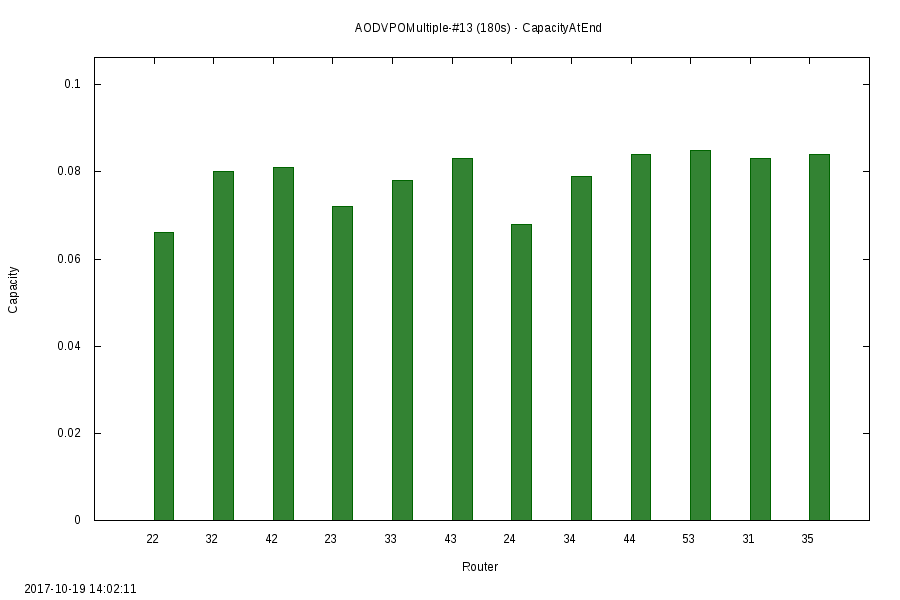 AODVPOMultiple-#13 (180s) - CapacityAtEnd
0.1
0.08
0.06
0.04
0.02
0
Capacity
22 32 42 23 33 43 24 34 44 53 31 35
Router
2017-10-19 14:02:11